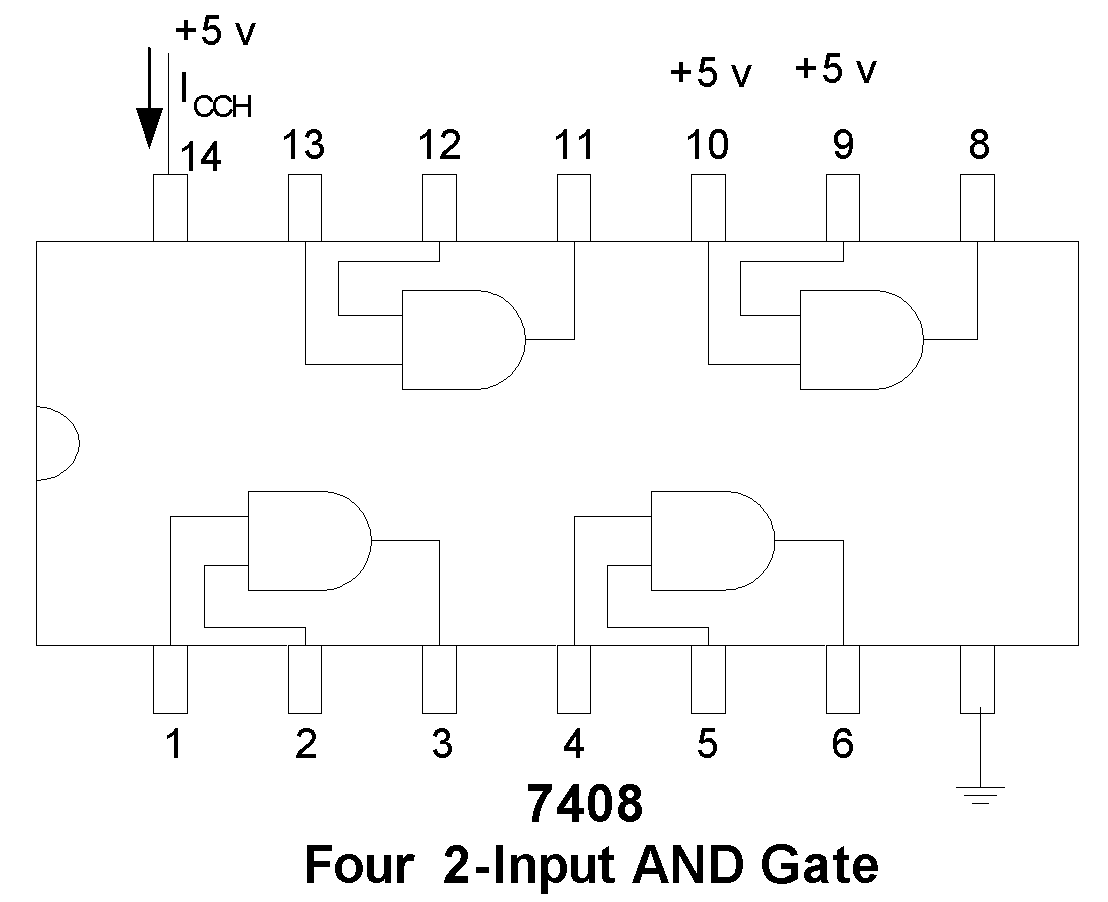 +5 v
+5 v +5 v
I CCH
14 13 12 11 10 9 8
1 2 3 4 5 6
7408
Four 2-Input AND Gate